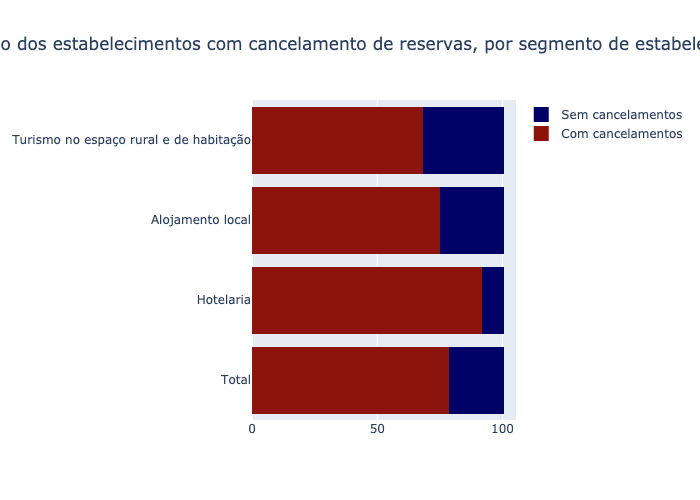 o dos estabelecimentos com cancelamento de reservas, por segmento de
Sem cancelamentos
Com cancelamentos
Turismo no espaço rural e de habitação
Alojamento local
Hotelaria
Total
0 50 100